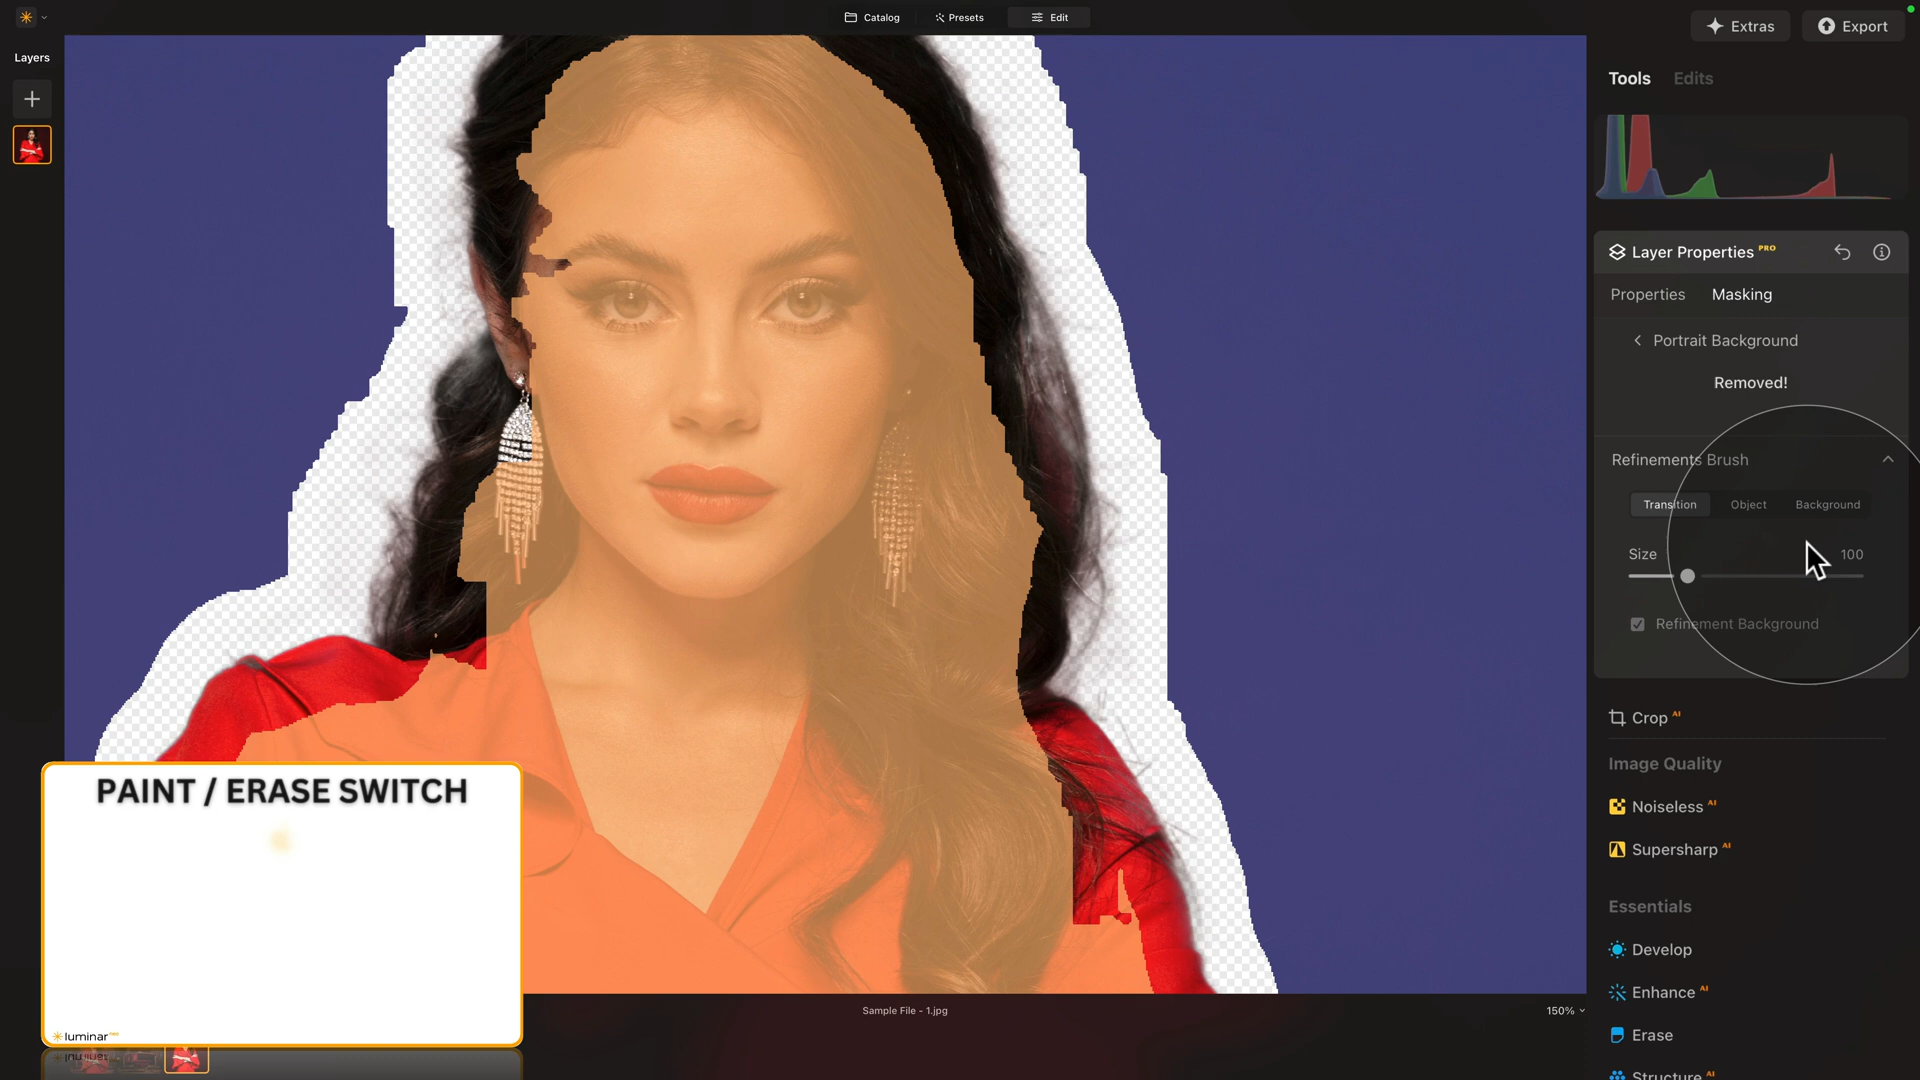 Catalog
Presets
Edit
Extras
Export
Layers
Tools
Edits
Layer Properties PRO
Properties
Masking
Portrait Background
Removed!
Refinements Brush
Transition
Object
Background
Size
100
Refinement Background
Crop AI
Image Quality
Noiseless AI
Supersharp AI
Essentials
Develop
Enhance AI
Erase
Structure AI
PAINT / ERASE SWITCH
luminar neo
Sample File - 1.jpg
150%